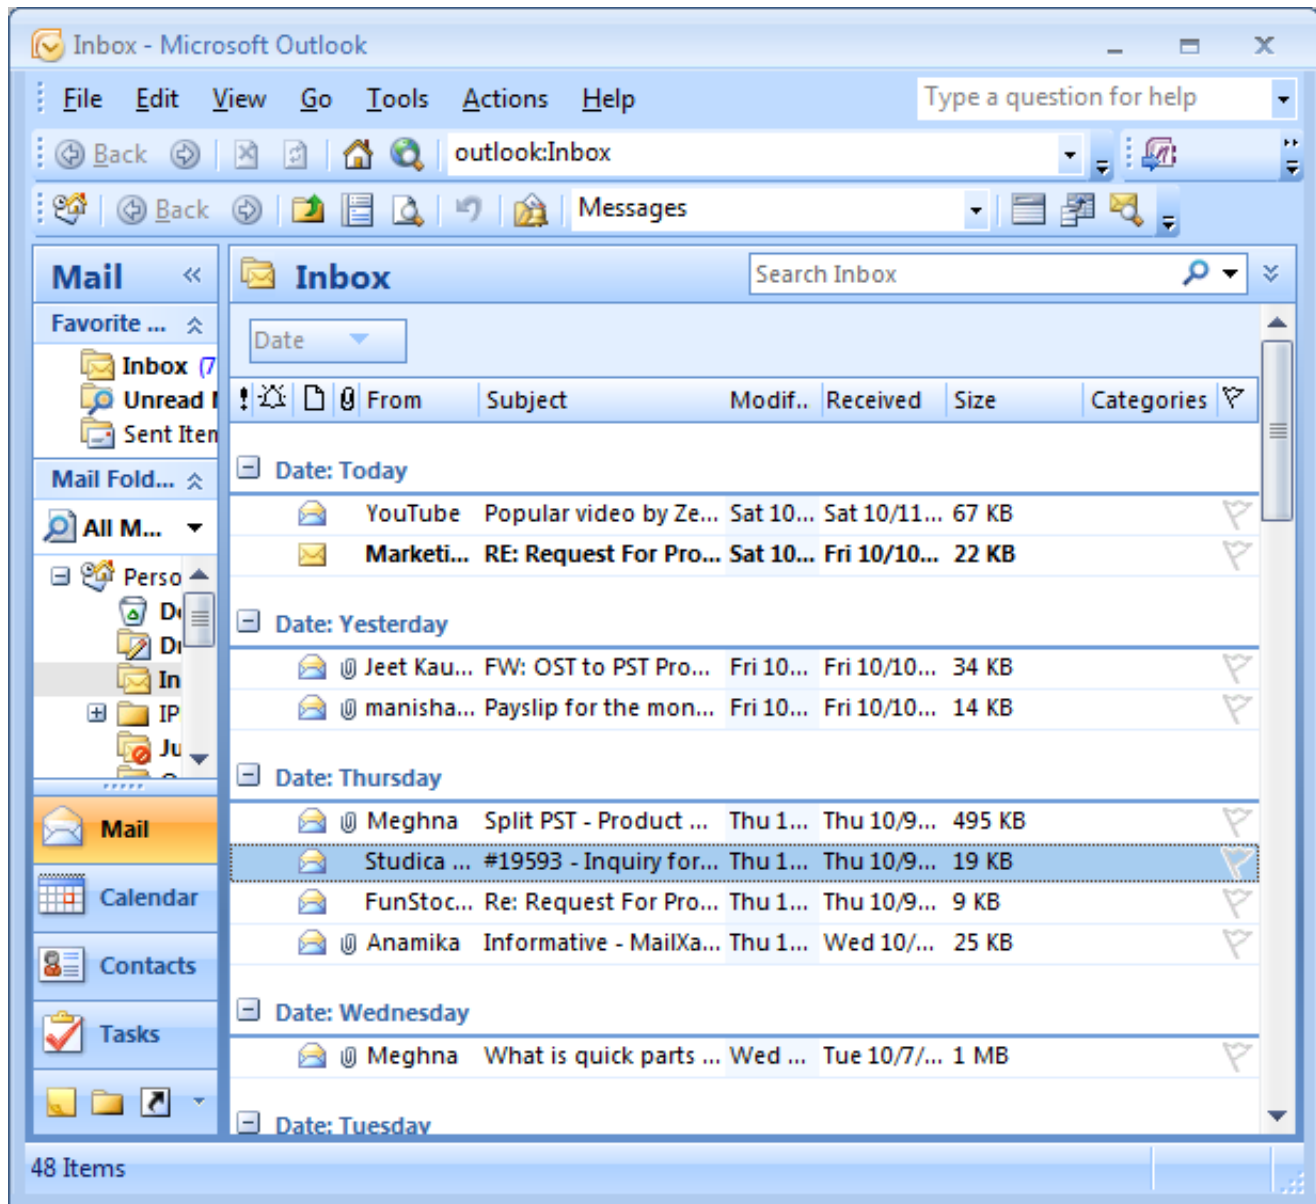 Inbox - Microsoft Outlook
File Edit View Go Tools Actions Help Type a question for help
Back outlook:Inbox
Back Messages
Mail « Inbox Search Inbox
Favorite ...
Date
Inbox (7
Unread
Sent Iten
! From Subject Modif.. Received Size Categories
Mail Fold...
All M...
Perso
In
IP
Ju
Date: Today
YouTube Popular video by Ze... Sat 10... Sat 10/11... 67 KB
Marketi... RE: Request For Pro... Sat 10... Fri 10/10... 22 KB
Date: Yesterday
Jeet Kau... FW: OST to PST Pro... Fri 10... Fri 10/10... 34 KB
manisha... Payslip for the mon... Fri 10... Fri 10/10... 14 KB
Date: Thursday
Meghna Split PST - Product ... Thu 1... Thu 10/9... 495 KB
Studica ... #19593 - Inquiry for... Thu 1... Thu 10/9... 19 KB
FunStoc... Re: Request For Pro... Thu 1... Thu 10/9... 9 KB
Anamika Informative - MailXa... Thu 1... Wed 10/... 25 KB
Date: Wednesday
Meghna What is quick parts ... Wed ... Tue 10/7/... 1 MB
Date: Tuesday
Mail
Calendar
Contacts
Tasks
48 Items